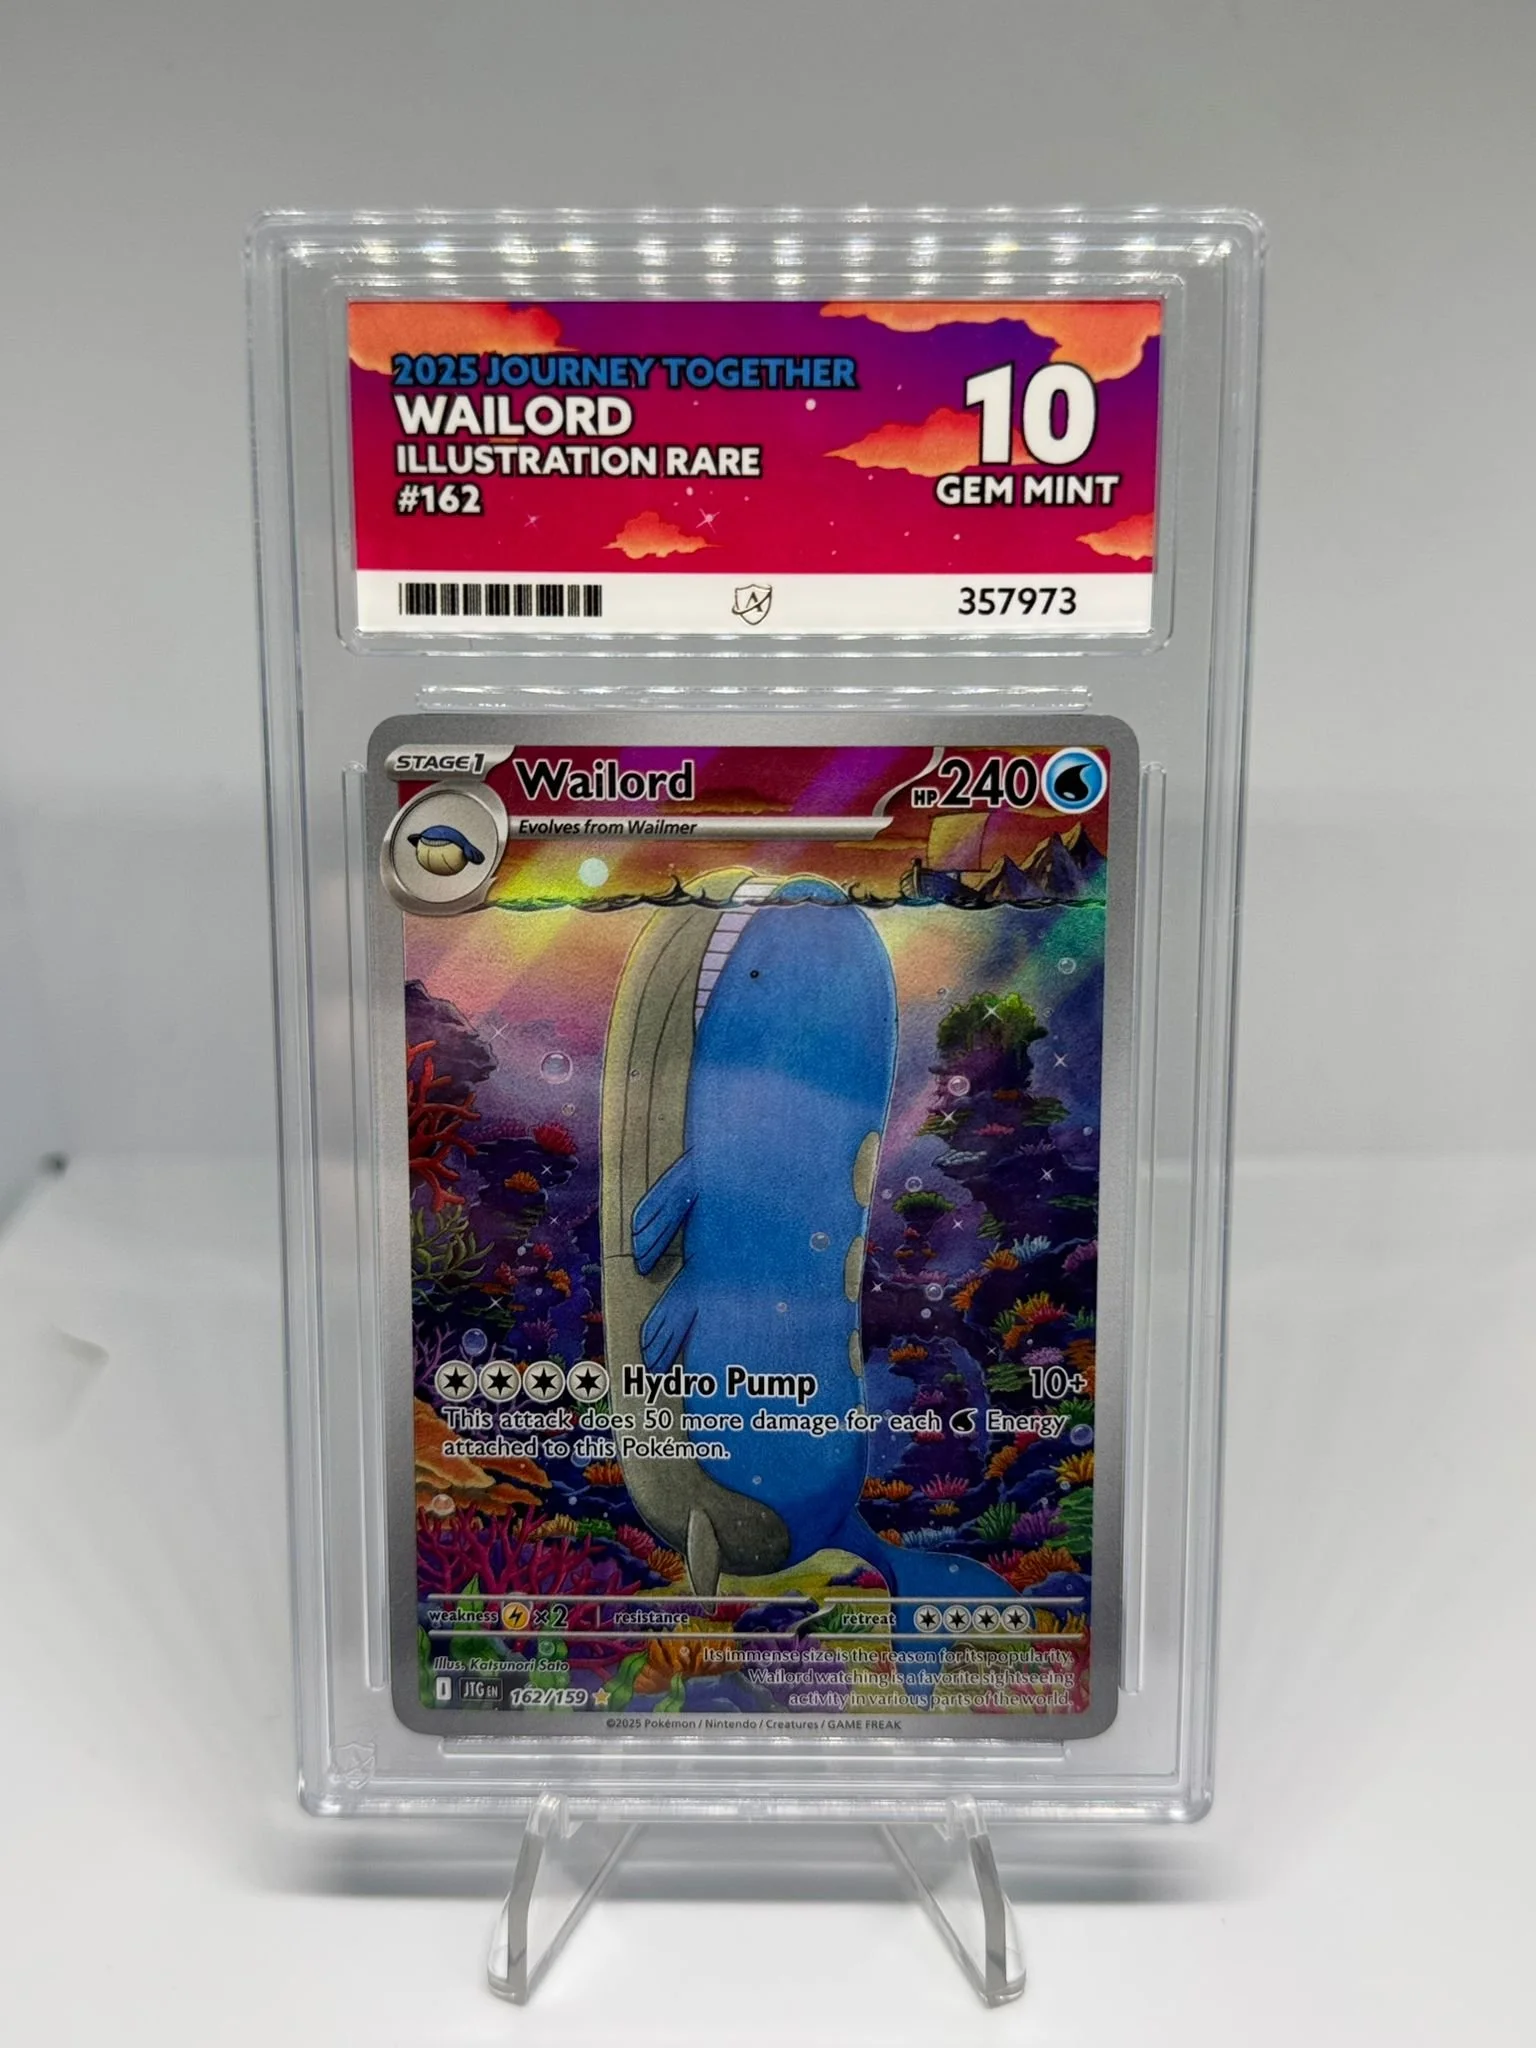 2025 JOURNEY TOGETHER
WAILORD
ILLUSTRATION RARE
#162
10
GEM MINT
357973
STAGE1
Wailord
HP240
Evolves from Wailmer
Hydro Pump 10+
This attack does 50 more damage for each Energy
attached to this Pokémon.
weakness ×2 resistance retreat
Its immense size is the reason for its popularity.
Wailord watching is a favorite sightseeing
activity in various parts of the world.
Illus. Katsunori Sato
I JTG EN 162/159
©2025 Pokémon / Nintendo / Creatures / GAME FREAK